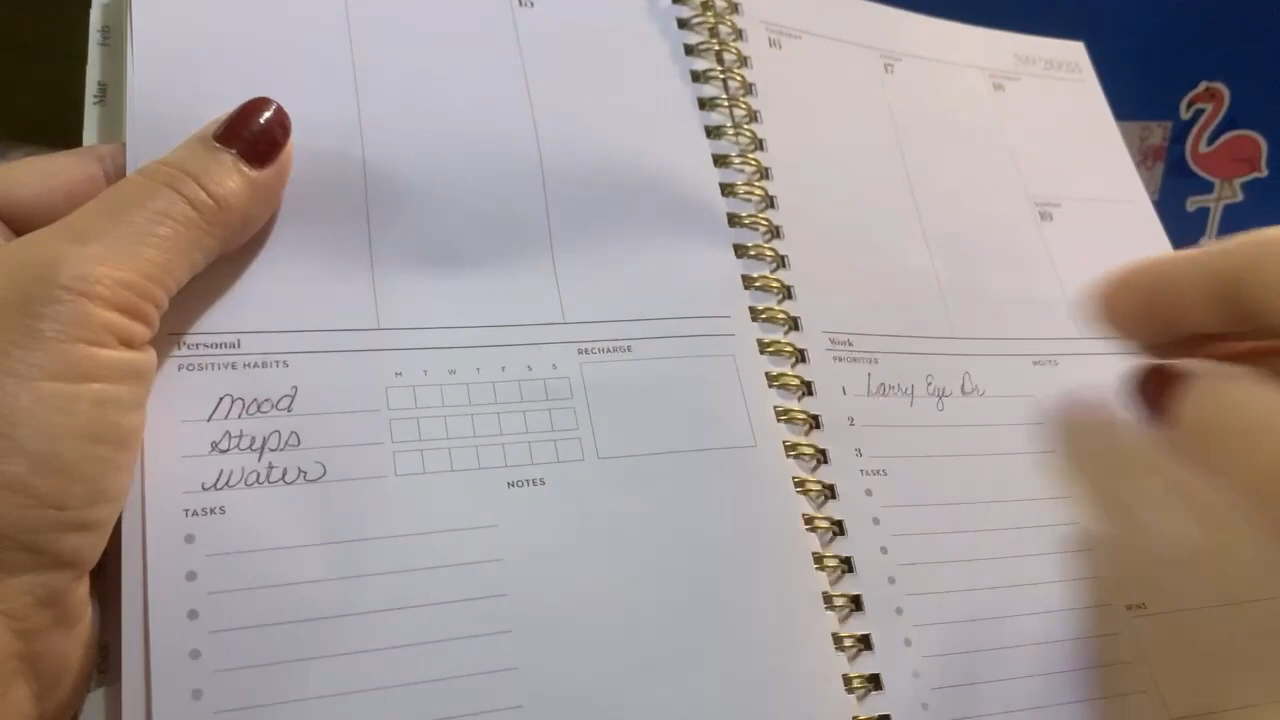 Feb
Mar
15
16
17
18
19
Personal
POSITIVE HABITS
M T W T F S S
RECHARGE
Mood
Steps
Water
NOTES
TASKS
Work
PRIORITIES
NOTES
1 Larry Eye Dr
2
3
TASKS
WINS